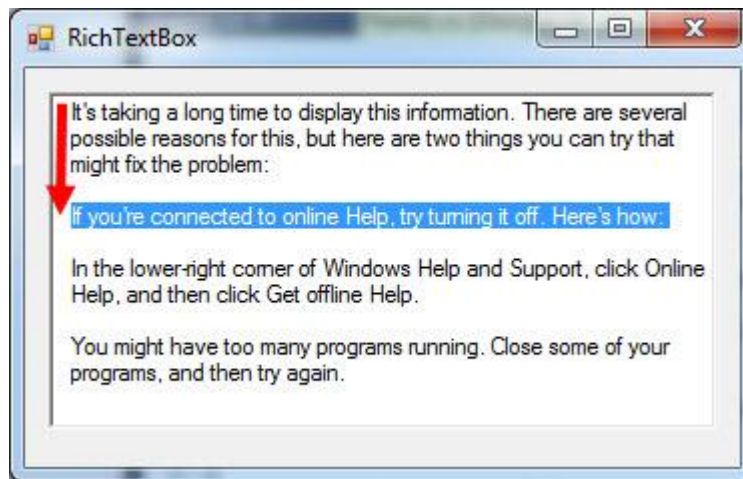 RichTextBox
It's taking a long time to display this information. There are several
possible reasons for this, but here are two things you can try that
might fix the problem:
If you're connected to online Help, try turning it off. Here's how:
In the lower-right corner of Windows Help and Support, click Online
Help, and then click Get offline Help.
You might have too many programs running. Close some of your
programs, and then try again.